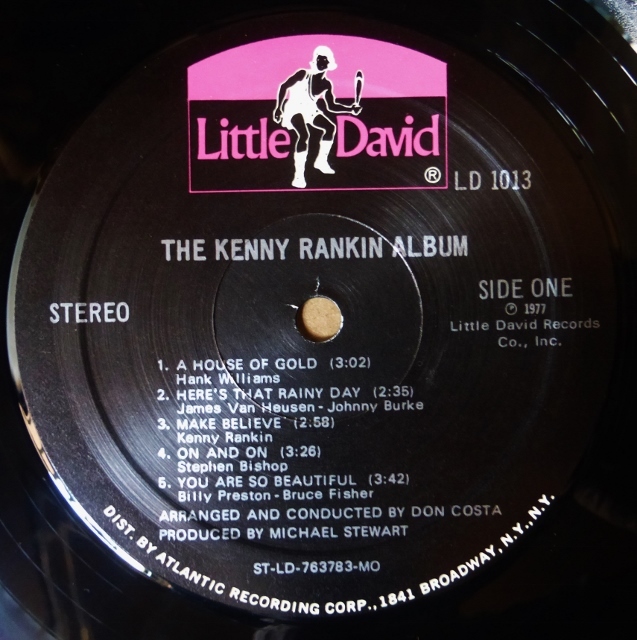 Little David
® LD 1013
THE KENNY RANKIN ALBUM
STEREO
SIDE ONE
℗ 1977
Little David Records
Co., Inc.
1. A HOUSE OF GOLD (3:02)
Hank Williams
2. HERE'S THAT RAINY DAY (2:35)
James Van Heusen - Johnny Burke
3. MAKE BELIEVE (2:58)
Kenny Rankin
4. ON AND ON (3:26)
Stephen Bishop
5. YOU ARE SO BEAUTIFUL (3:42)
Billy Preston - Bruce Fisher
ARRANGED AND CONDUCTED BY DON COSTA
PRODUCED BY MICHAEL STEWART
ST-LD-763783-MO
DIST. BY ATLANTIC RECORDING CORP., 1841 BROADWAY, N.Y., N.Y.